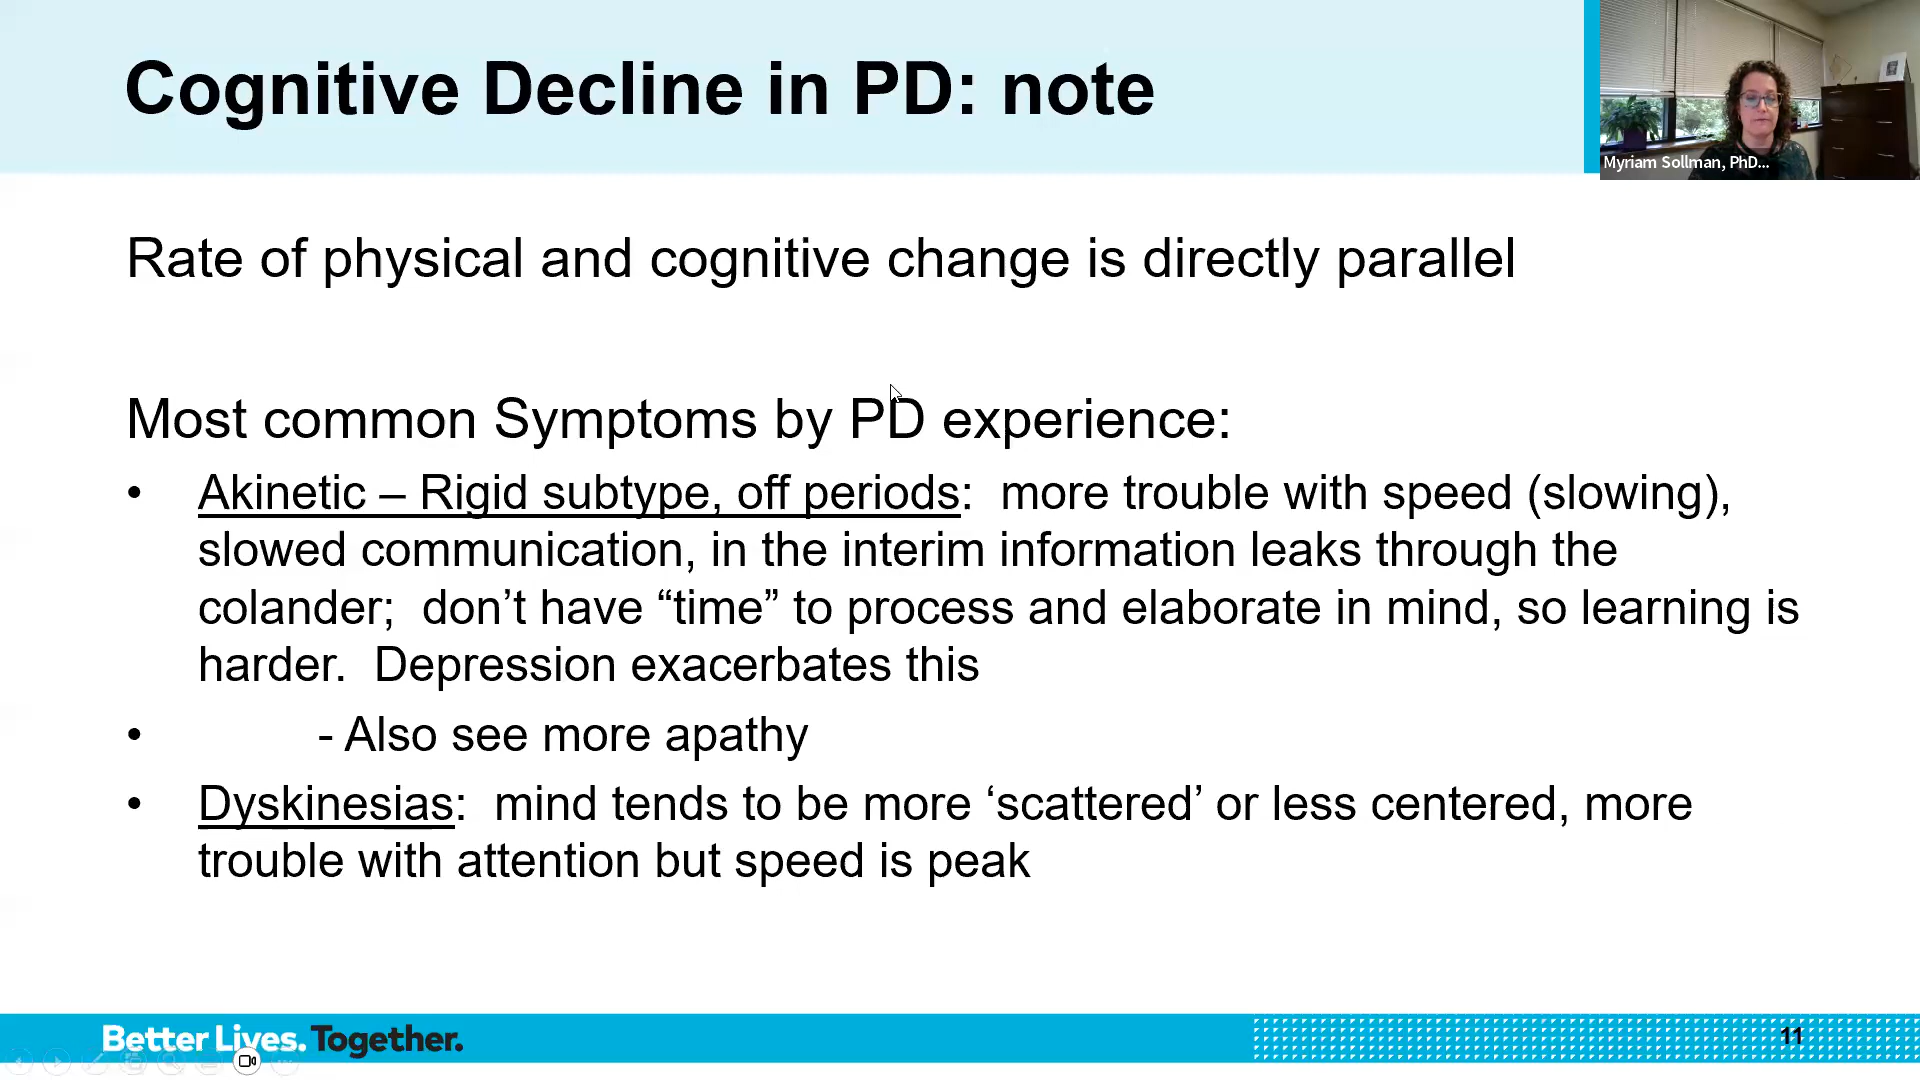 Cognitive Decline in PD: note
Myriam Sollman, PhD...
Rate of physical and cognitive change is directly parallel
Most common Symptoms by PD experience:
• Akinetic – Rigid subtype, off periods:  more trouble with speed (slowing),
slowed communication, in the interim information leaks through the
colander;  don’t have “time” to process and elaborate in mind, so learning is
harder.  Depression exacerbates this
• - Also see more apathy
• Dyskinesias:  mind tends to be more ‘scattered’ or less centered, more
trouble with attention but speed is peak
Better Lives. Together.
11